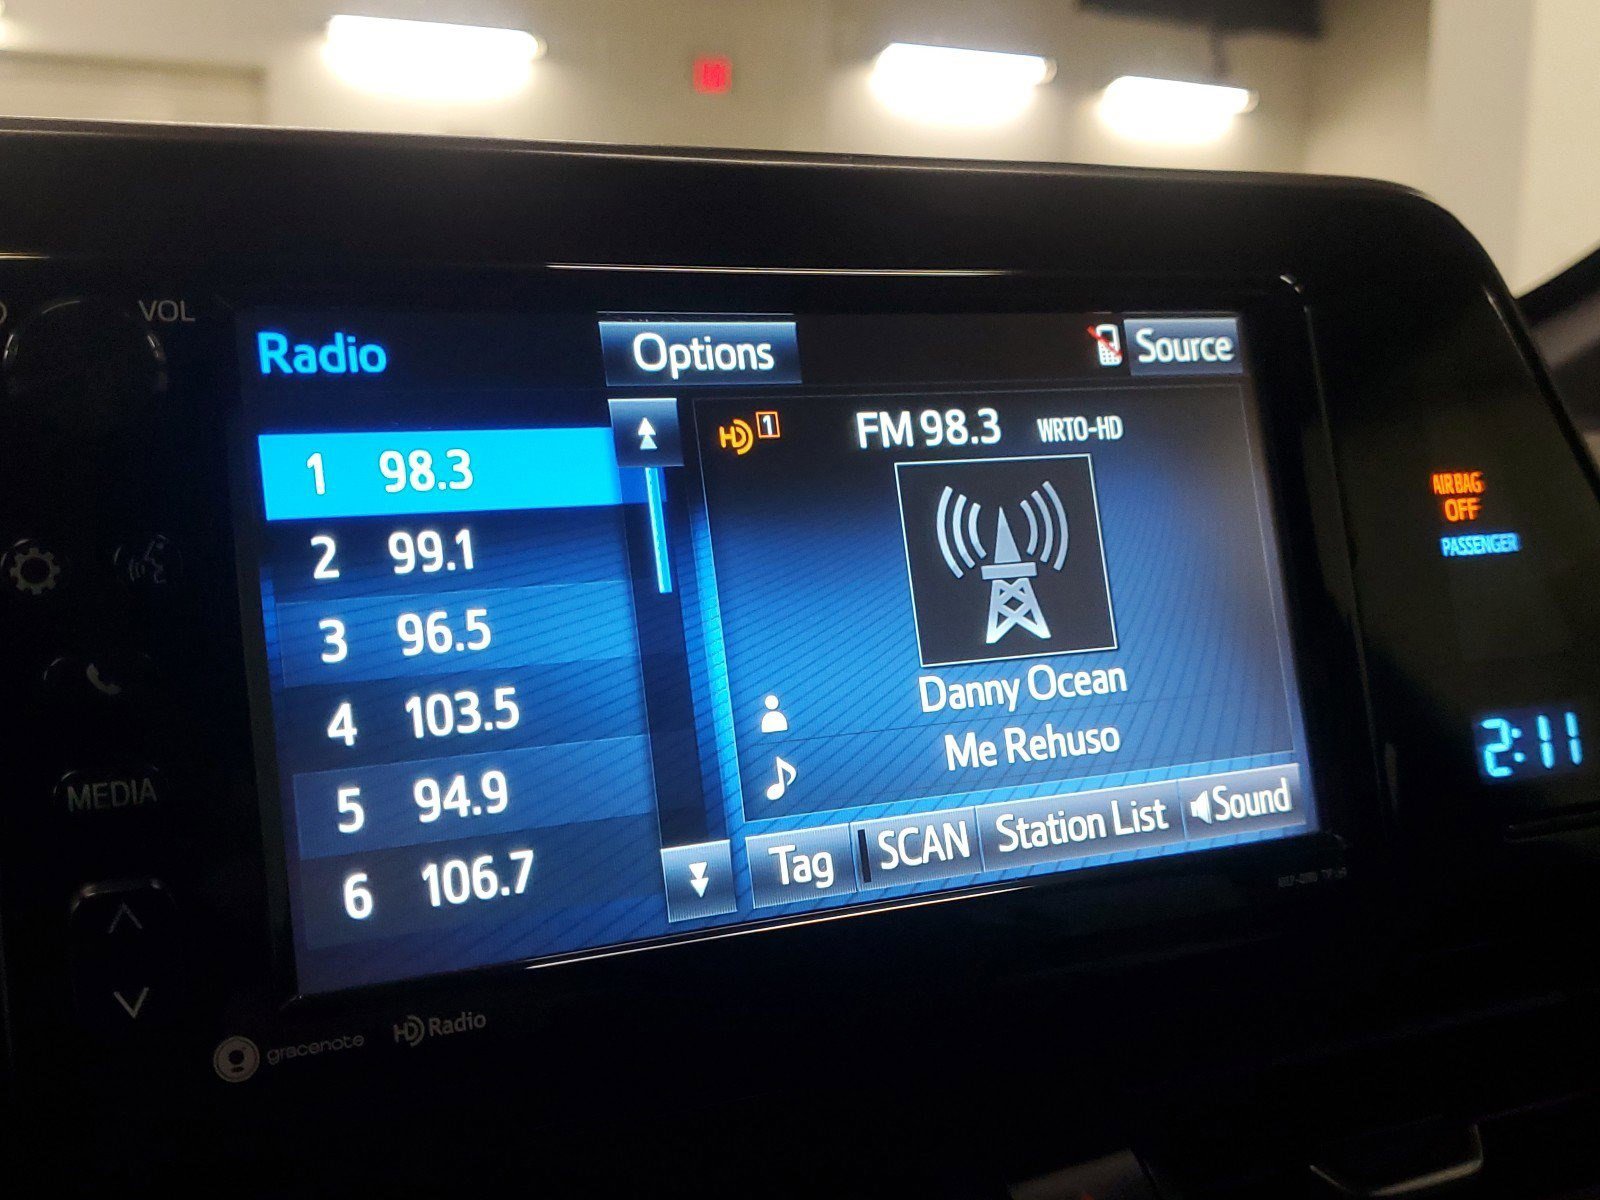 VOL
Radio
Options
Source
1 98.3
2 99.1
3 96.5
4 103.5
5 94.9
6 106.7
HD 1
FM 98.3 WRTO-HD
Danny Ocean
Me Rehuso
Tag
SCAN
Station List
Sound
MEDIA
AIR BAG
OFF
PASSENGER
2:11
gracenote
HD Radio